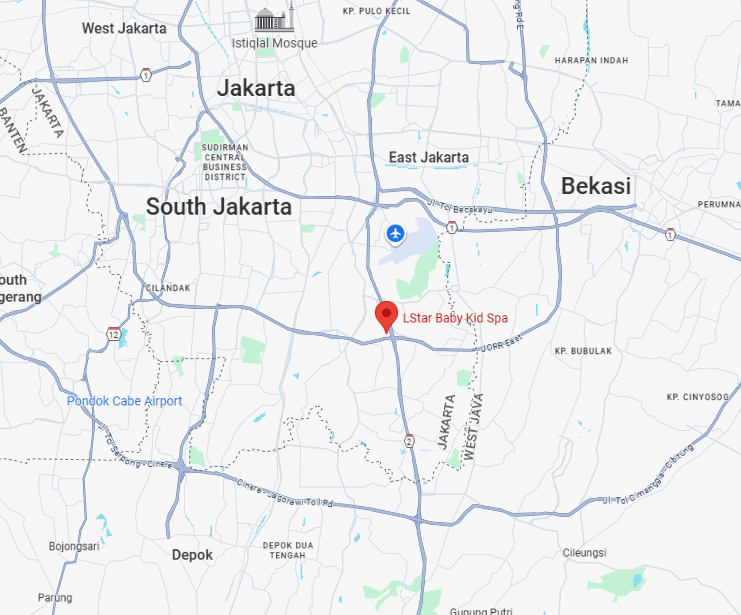 KP. PULO KECIL
West Jakarta
Istiqlal Mosque
HARAPAN INDAH
1
Jakarta
JAKARTA
BANTEN
SUDIRMAN
CENTRAL
BUSINESS
DISTRICT
East Jakarta
Bekasi
South Jakarta
Jl. Tol Becakayu
PERUMNA
1
1
outh
gerang
CILANDAK
LStar Baby Kid Spa
12
JORR East
KP. BUBULAK
Pondok Cabe Airport
KP. CINYOSOG
JAKARTA
WEST JAVA
2
Jl. Tol Serpong - Cinere
Cinere - Jagorawi Toll Rd
Jl. Tol Cimanggis - Cibitung
Bojongsari
Depok
DEPOK DUA
TENGAH
Cileungsi
Parung
Gunung Putri